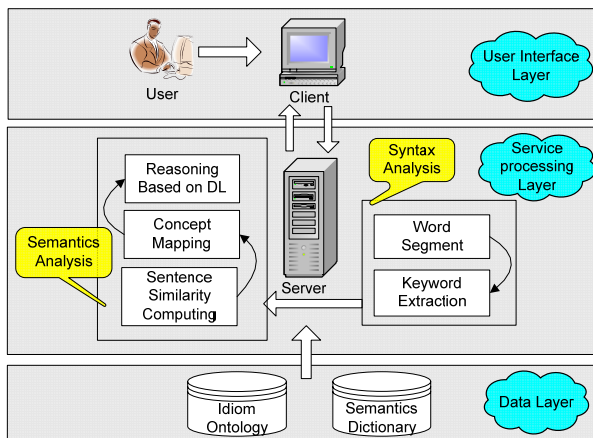 User
Client
User Interface
Layer
Service
processing
Layer
Syntax
Analysis
Reasoning
Based on DL
Concept
Mapping
Sentence
Similarity
Computing
Semantics
Analysis
Server
Word
Segment
Keyword
Extraction
Idiom
Ontology
Semantics
Dictionary
Data Layer